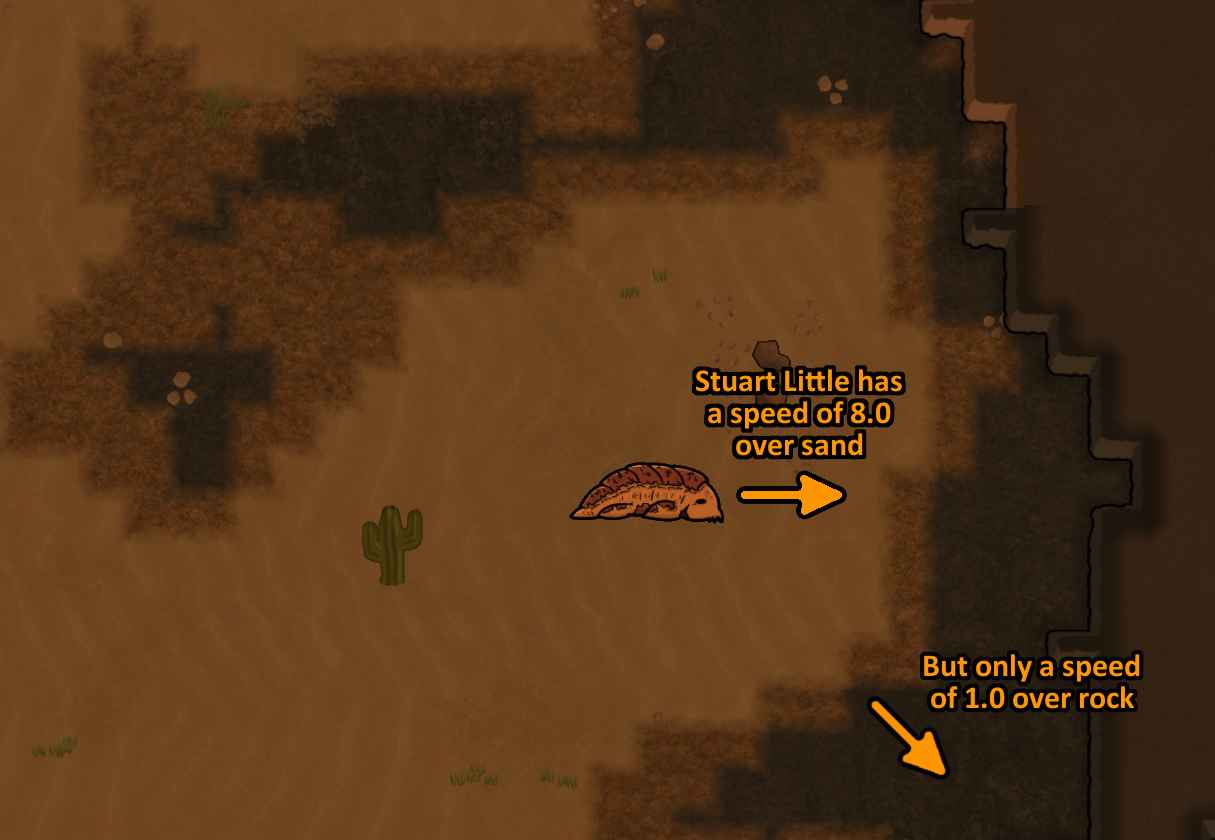 Stuart Little has
a speed of 8.0
over sand
But only a speed
of 1.0 over rock